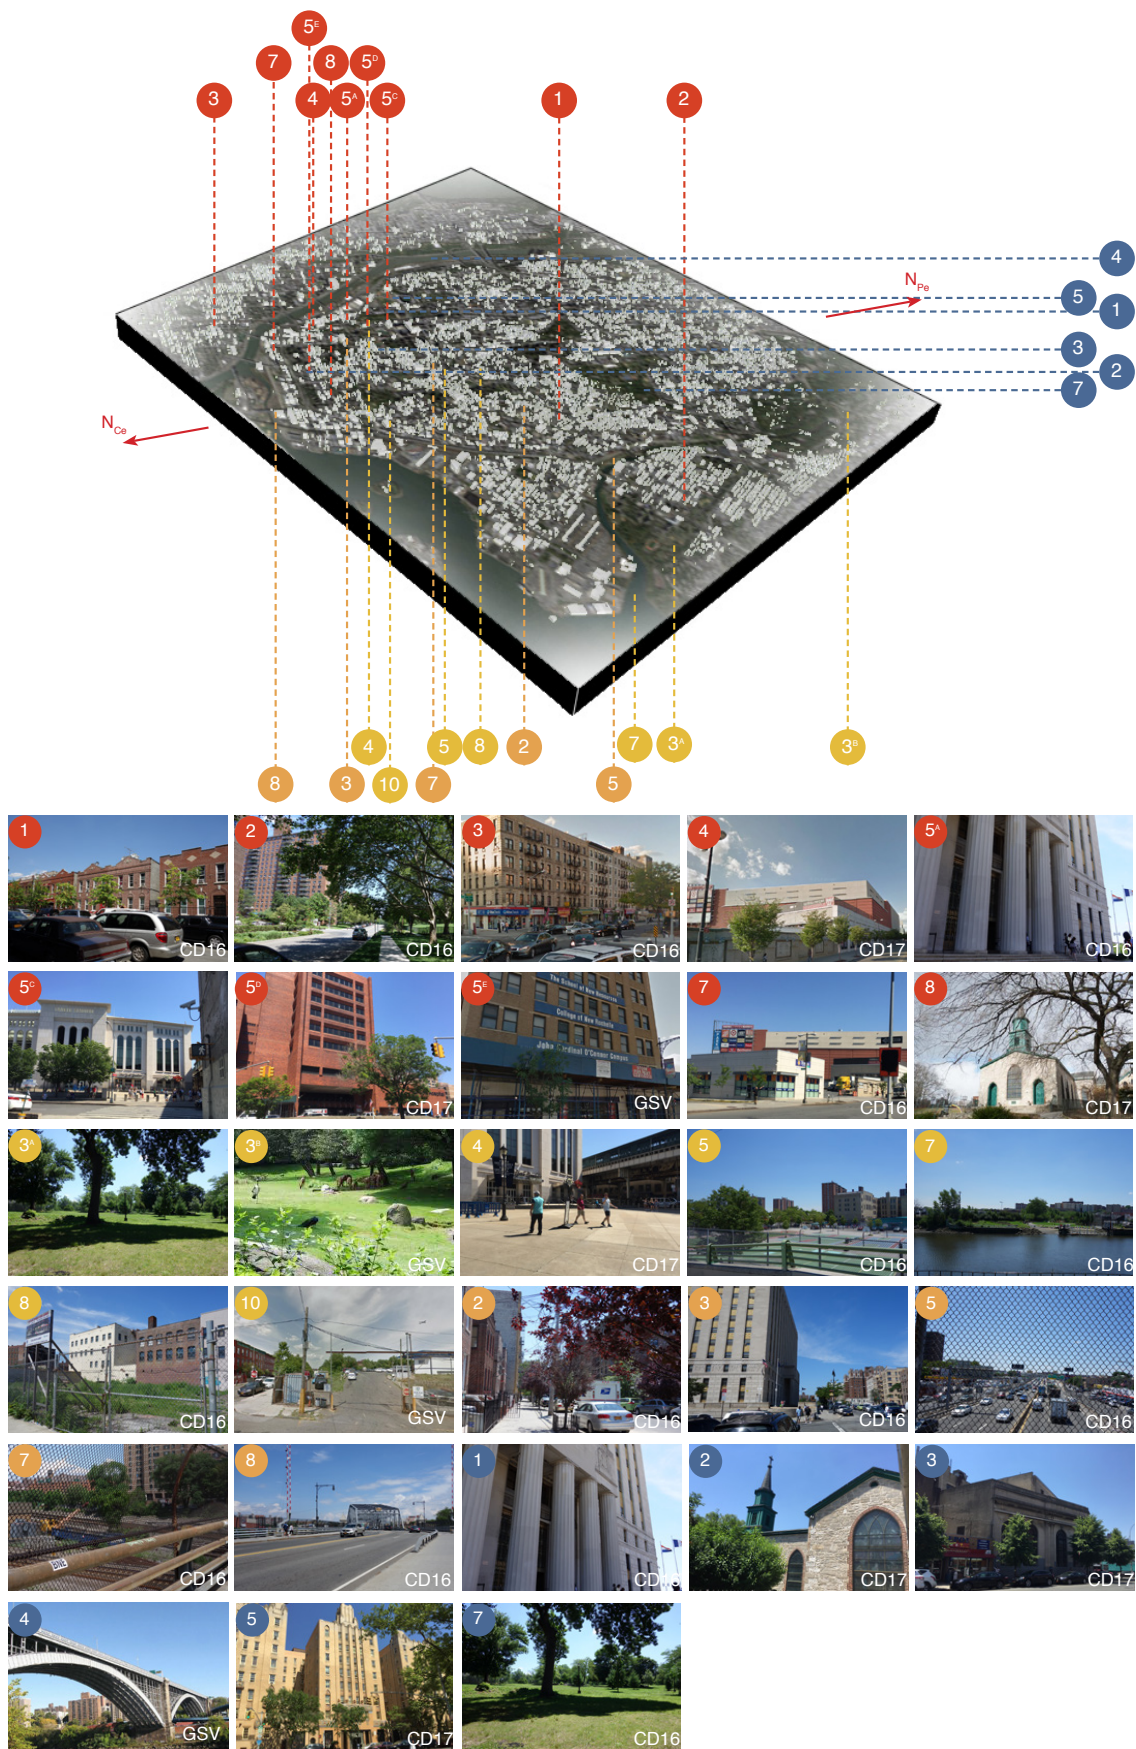 5E
7 8 5D
3 4 5A 5C 1 2
4
NPe
5
1
3
2
7
NCe
4 5 8 2 7 3A 3B
8 3 10 7 5
1 CD16
2 CD16
3 CD16
4 CD17
5A CD16
5C
5D CD17
5E
The School of New Resources
College of New Rochelle
John Cardinal O'Connor Campus
GSV
7 CD16
8 CD17
3A
3B GSV
4 CD17
5 CD16
7 CD16
8 CD16
10 GSV
2 CD16
3 CD16
5 CD16
7 CD16
8 CD16
1 CD16
2 CD17
3 CD17
4 GSV
5 CD17
7 CD16